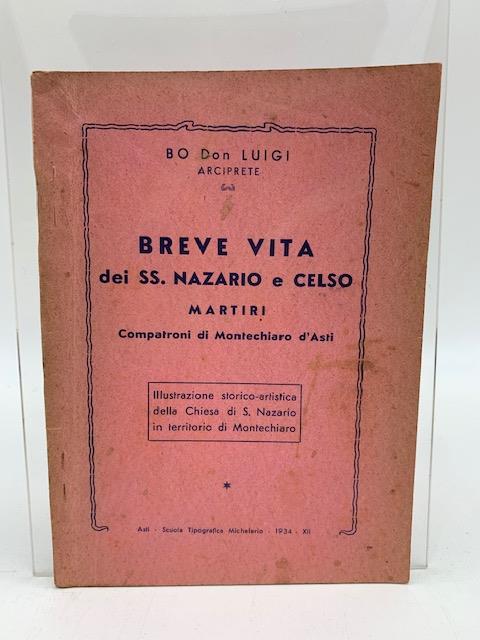 BO Don LUIGI
ARCIPRETE
BREVE VITA
dei SS. NAZARIO e CELSO
MARTIRI
Compatroni di Montechiaro d'Asti
Illustrazione storico-artistica
della Chiesa di S. Nazario
in territorio di Montechiaro
Asti - Scuola Tipografica Michelerio - 1934 - XII